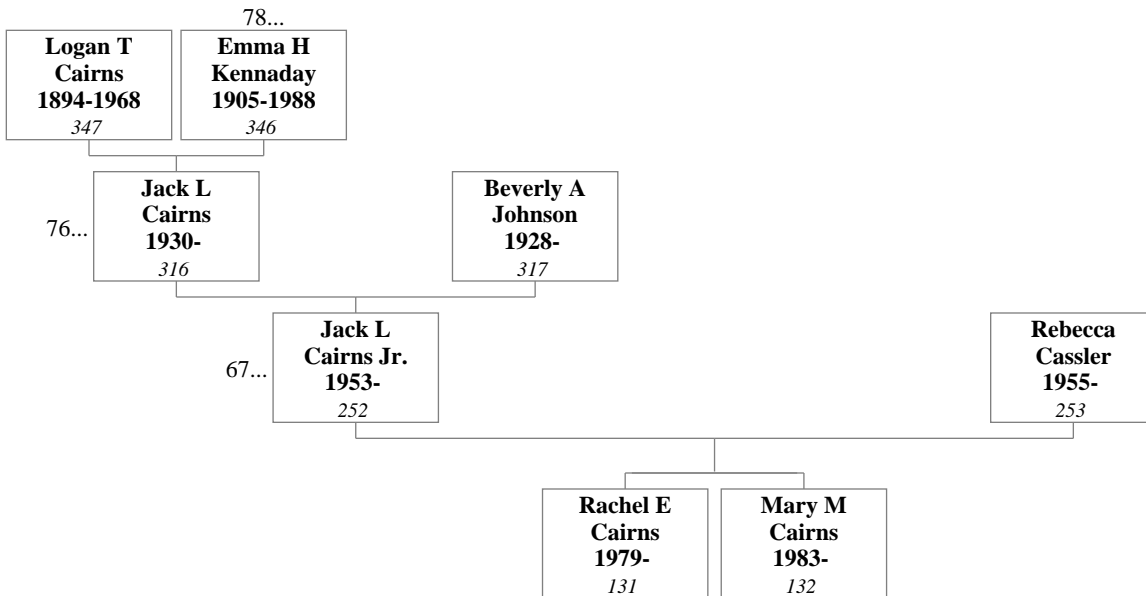 78...
Logan T
Cairns
1894-1968
347
Emma H
Kennaday
1905-1988
346
76...
Jack L
Cairns
1930-
316
Beverly A
Johnson
1928-
317
67...
Jack L
Cairns Jr.
1953-
252
Rebecca
Cassler
1955-
253
Rachel E
Cairns
1979-
131
Mary M
Cairns
1983-
132